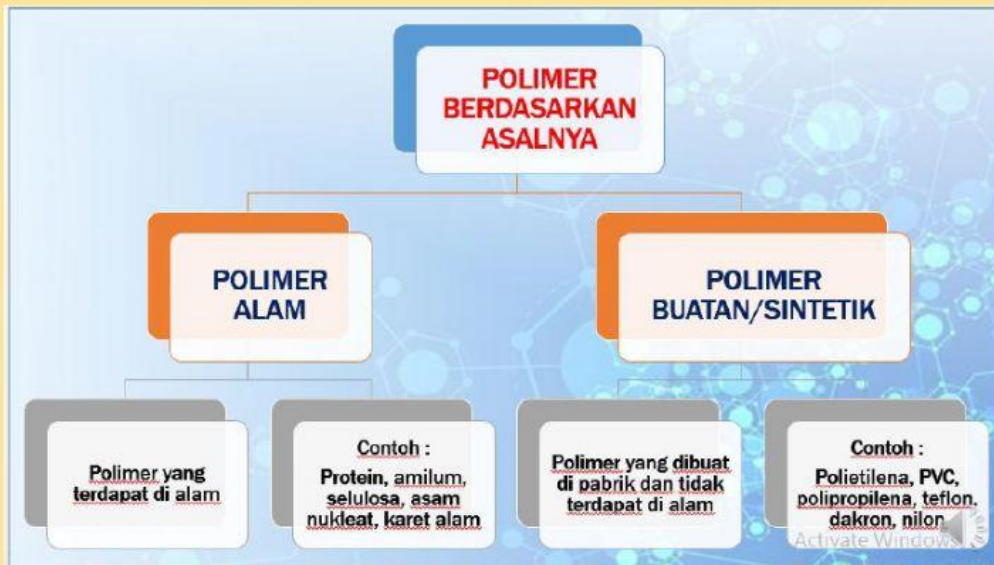 POLIMER
BERDASARKAN
ASALNYA
POLIMER
ALAM
POLIMER
BUATAN/SINTETIK
Polimer yang
terdapat di alam
Contoh :
Protein, amilum,
selulosa, asam
nukleat, karet alam
Polimer yang dibuat
di pabrik dan tidak
terdapat di alam
Contoh :
Polietilena, PVC,
polipropilena, teflon,
dakron, nilon
Activate Windows